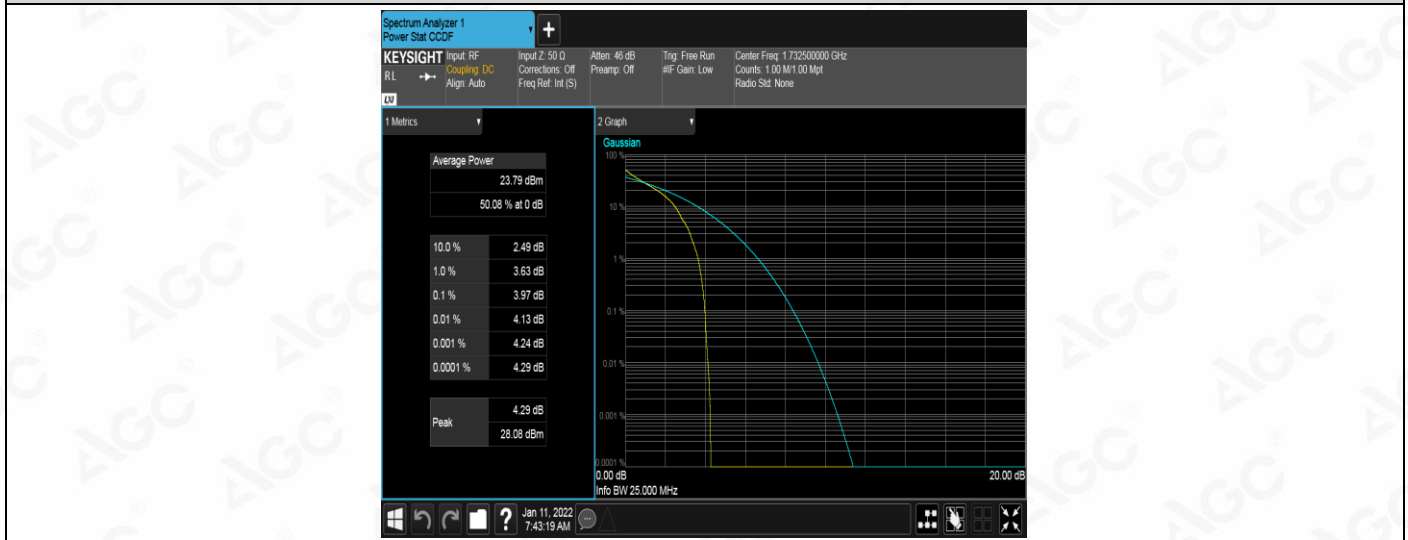 Spectrum Analyzer 1
Power Stat CCDF
+
KEYSIGHT
RL
LXI
Input: RF
Coupling: DC
Align: Auto
Input Z: 50 Ω
Corrections: Off
Freq Ref: Int (S)
Atten: 46 dB
Preamp: Off
Trig: Free Run
#IF Gain: Low
Center Freq: 1.732500000 GHz
Counts: 1.00 M/1.00 Mpt
Radio Std: None
1 Metrics
Average Power
23.79 dBm
50.08 % at 0 dB
10.0 % 2.49 dB
1.0 % 3.63 dB
0.1 % 3.97 dB
0.01 % 4.13 dB
0.001 % 4.24 dB
0.0001 % 4.29 dB
Peak
4.29 dB
28.08 dBm
2 Graph
Gaussian
100 %
10 %
1 %
0.1 %
0.01 %
0.001 %
0.0001 %
0.00 dB 20.00 dB
Info BW 25.000 MHz
?
Jan 11, 2022
7:43:19 AM
AGC